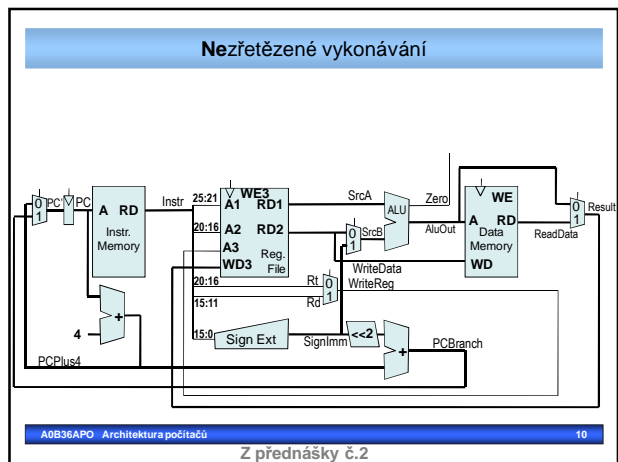 Nezřetězené vykonávání
0
1
PC'
PC
A RD
Instr.
Memory
Instr
25:21
20:16
WE3
A1 RD1
A2 RD2
A3
WD3
Reg.
File
SrcA
0
1
SrcB
ALU
Zero
AluOut
WE
A RD
Data
Memory
WD
ReadData
0
1
Result
WriteData
20:16
Rt
0
1
WriteReg
15:11
Rd
4
+
15:0
Sign Ext
SignImm
<<2
+
PCBranch
PCPlus4
A0B36APO Architektura počítačů 10
Z přednášky č.2